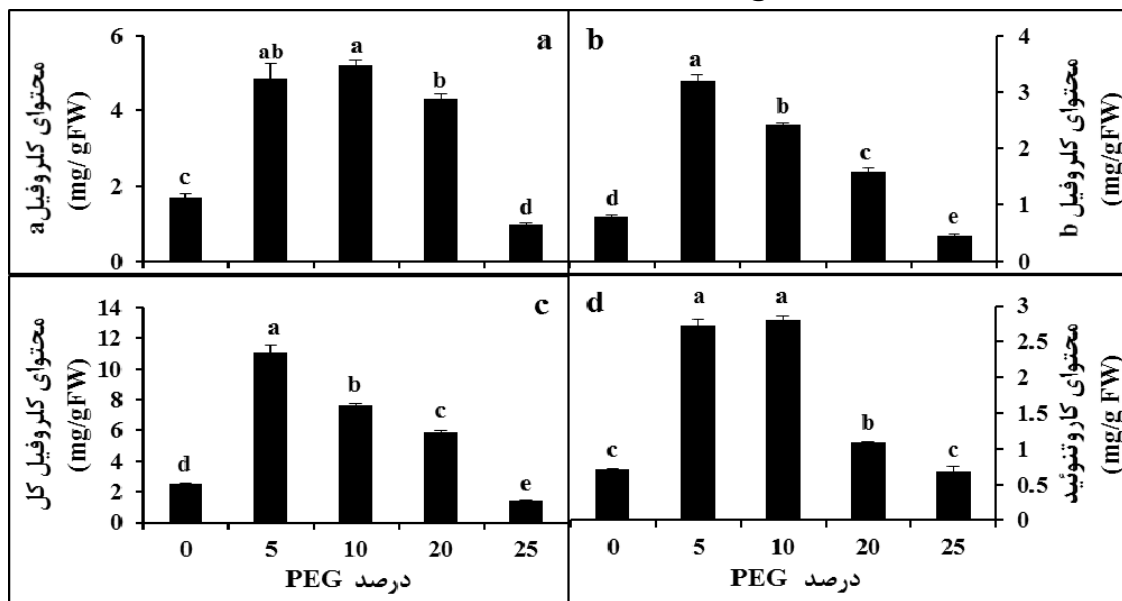 a
محتوای کلروفیل a
(mg/ gFW)
6
4
2
0
c
ab
a
b
d
b
محتوای کلروفیل b
(mg/gFW)
4
3
2
1
0
d
a
b
c
e
c
محتوای کلروفیل کل
(mg/gFW)
14
12
10
8
6
4
2
0
d
a
b
c
e
0 5 10 20 25
درصد PEG
d
محتوای کاروتنوئید
(mg/g FW)
3
2.5
2
1.5
1
0.5
0
c
a
a
b
c
0 5 10 20 25
درصد PEG